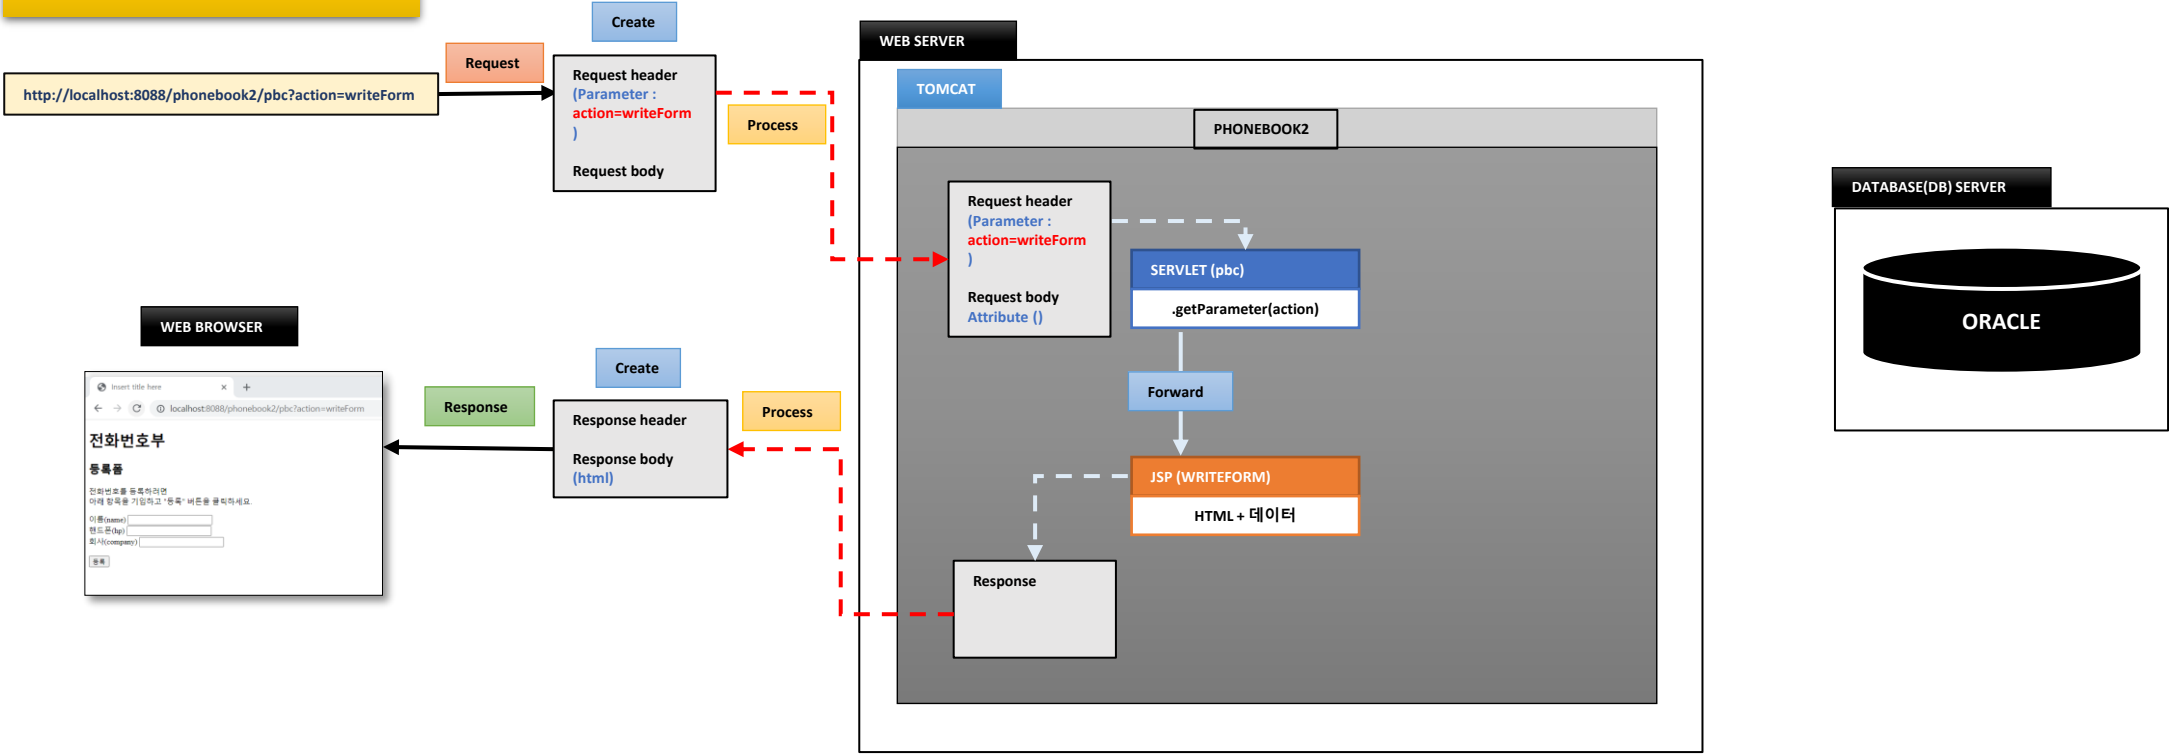 Create
Request
http://localhost:8088/phonebook2/pbc?action=writeForm
Request header
(Parameter :
action=writeForm
)
Request body
Process
WEB SERVER
TOMCAT
PHONEBOOK2
Request header
(Parameter :
action=writeForm
)
Request body
Attribute ()
SERVLET (pbc)
.getParameter(action)
Forward
JSP (WRITEFORM)
HTML + 데이터
Response
DATABASE(DB) SERVER
ORACLE
Process
Create
Response header
Response body
(html)
Response
WEB BROWSER
Insert title here
localhost:8088/phonebook2/pbc?action=writeForm
전화번호부
등록폼
전화번호를 등록하려면
아래 항목을 기입하고 "등록" 버튼을 클릭하세요.
이름(name)
핸드폰(hp)
회사(company)
등록